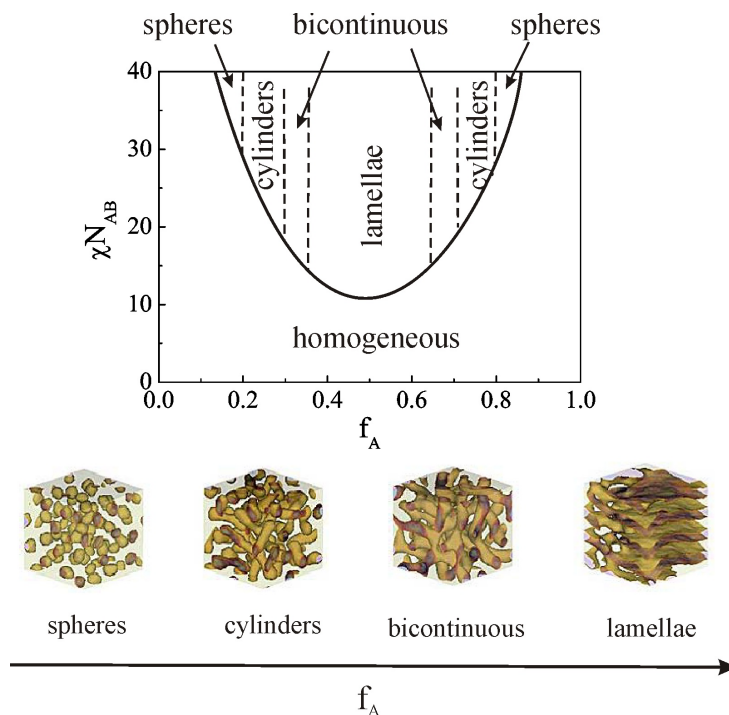 spheres bicontinuous spheres
40
30
20
10
0
χN_AB
cylinders
lamellae
cylinders
homogeneous
0.0 0.2 0.4 0.6 0.8 1.0
f_A
spheres cylinders bicontinuous lamellae
f_A